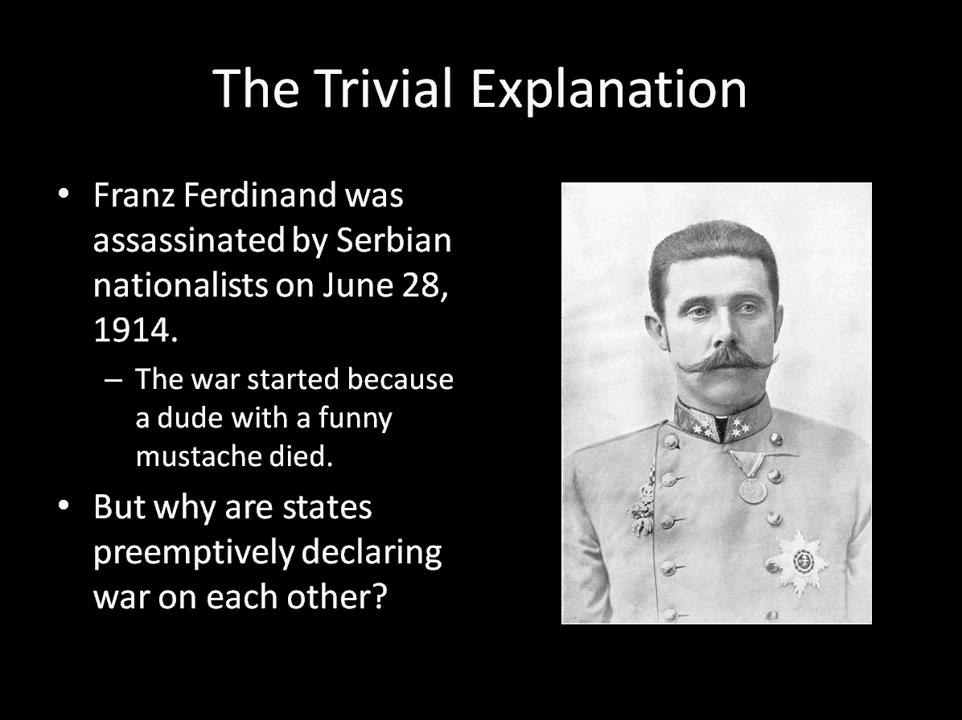 The Trivial Explanation
• Franz Ferdinand was
assassinated by Serbian
nationalists on June 28,
1914.
– The war started because
a dude with a funny
mustache died.
• But why are states
preemptively declaring
war on each other?